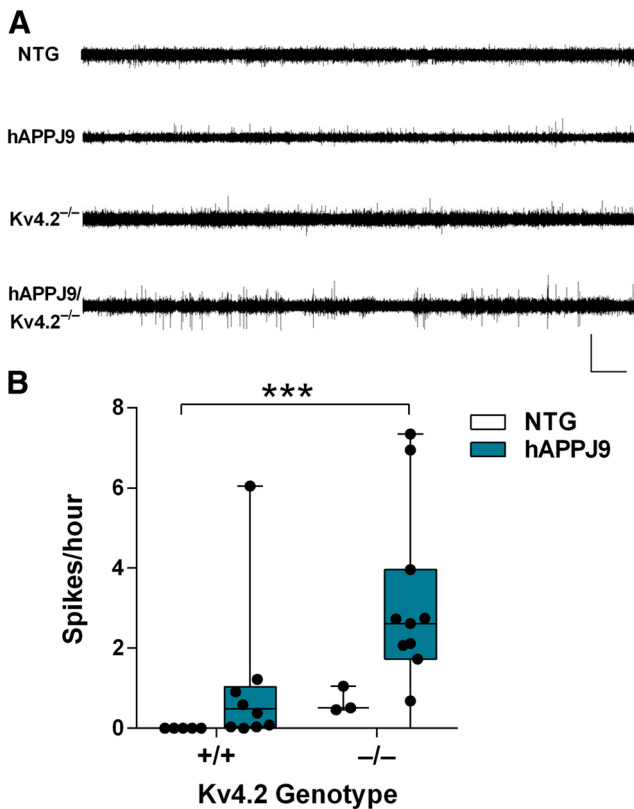 A
NTG
hAPPJ9
Kv4.2–/–
hAPPJ9/
Kv4.2–/–
B
***
NTG
hAPPJ9
8
6
4
2
0
Spikes/hour
+/+
–/–
Kv4.2 Genotype